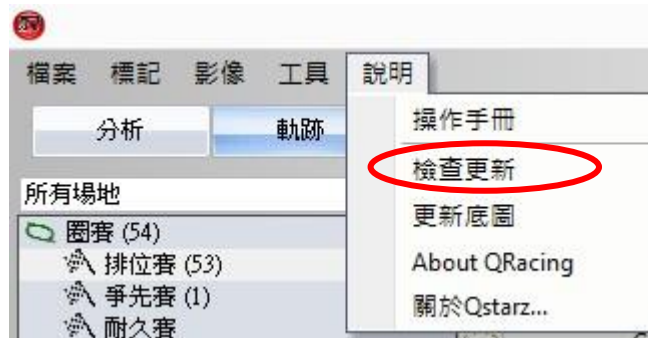 檔案 標記 影像 工具 說明
分析 軌跡
操作手冊
檢查更新
更新底圖
About QRacing
關於Qstarz...
所有場地
圈賽 (54)
排位賽 (53)
爭先賽 (1)
耐久賽